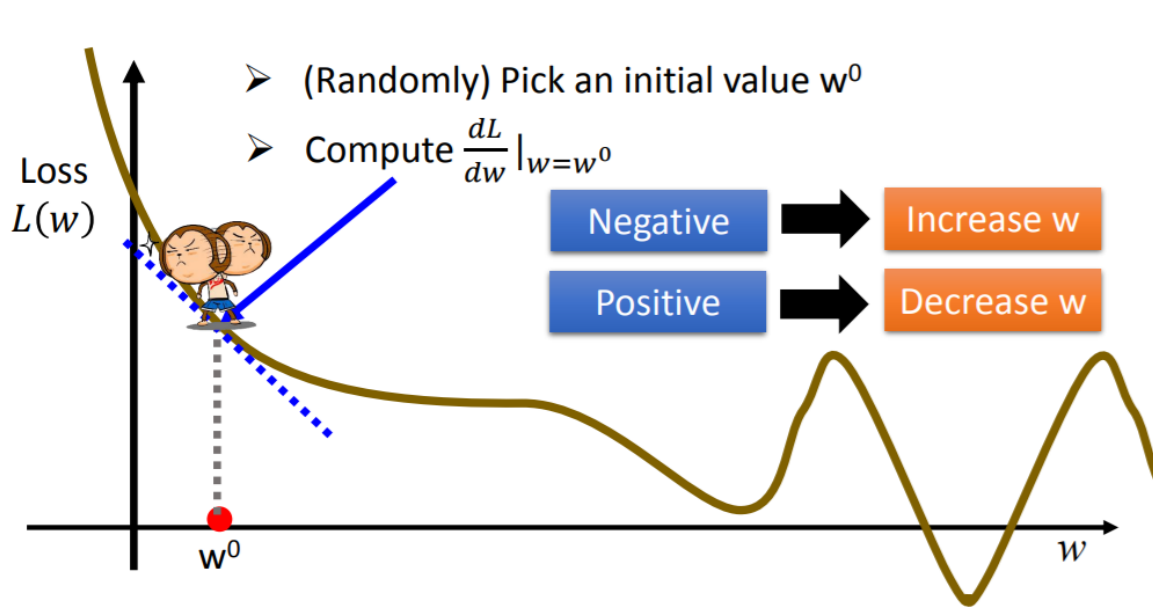 ➢ (Randomly) Pick an initial value w⁰
➢ Compute dL/dw |w=w⁰
Loss
L(w)
Negative
Increase w
Positive
Decrease w
w⁰
w